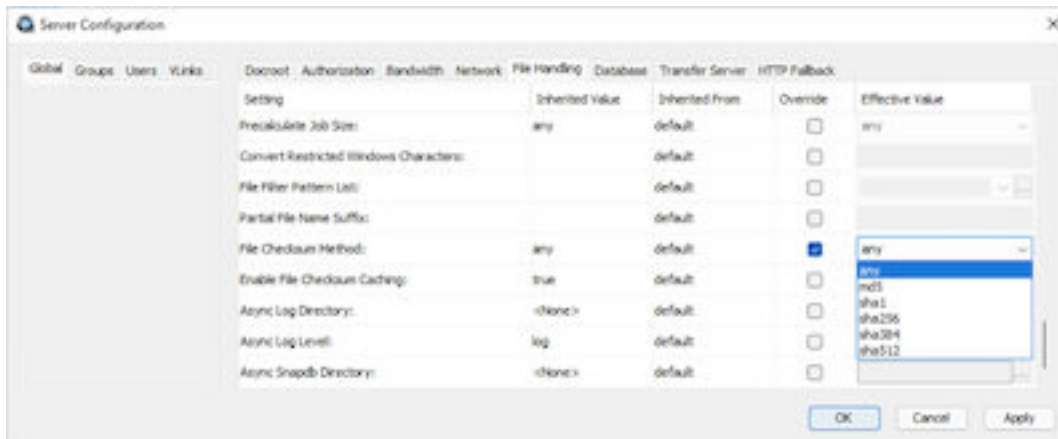 Server Configuration
Global Groups Users VLinks
Docroot Authorization Bandwidth Network File Handling Database Transfer Server HTTP Fallback
Setting Inherited Value Inherited From Override Effective Value
Precalculate Job Size: any default any
Convert Restricted Windows Characters: default
File Filter Pattern List: default
Partial File Name Suffix: default
File Checksum Method: any default any
any
Enable File Checksum Caching: true default
md5
sha1
Async Log Directory: <None> default
sha256
sha384
Async Log Level: log default
sha512
Async Snapdb Directory: <None> default
OK Cancel Apply